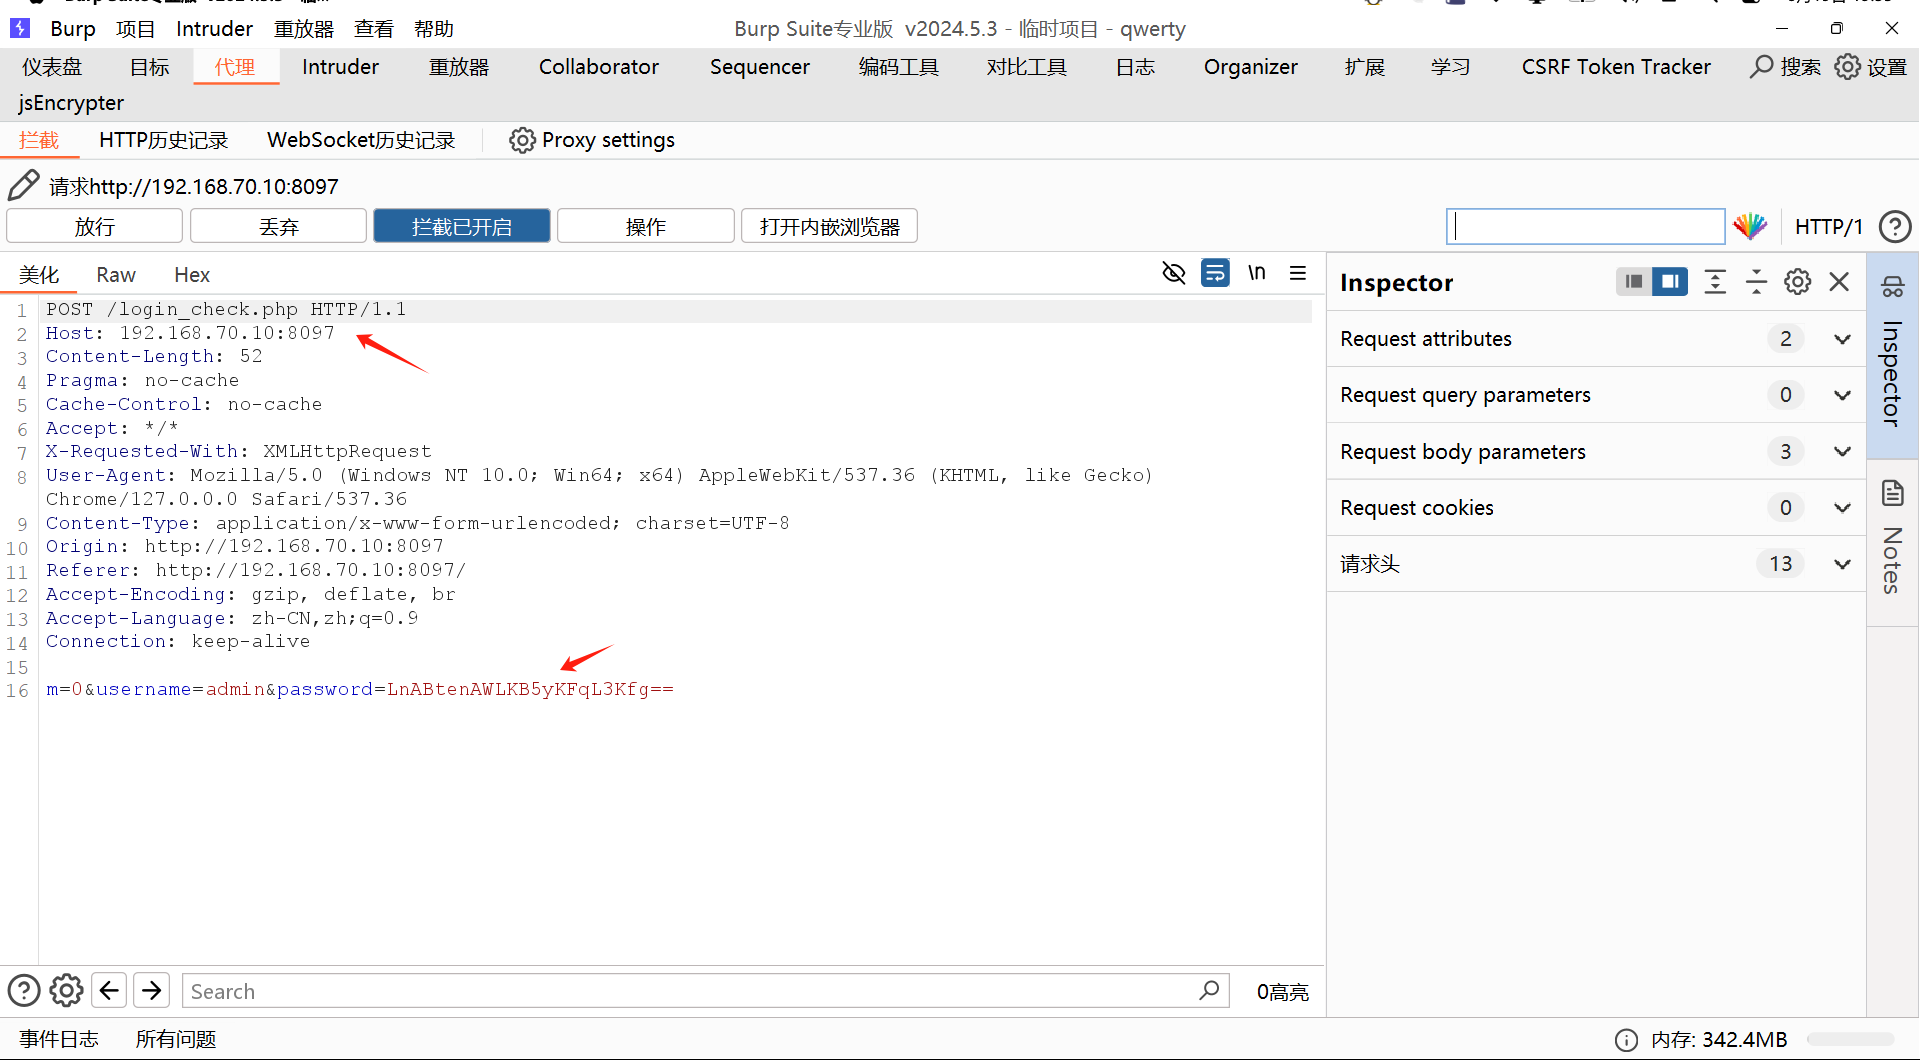 Burp 项目 Intruder 重放器 查看 帮助 Burp Suite专业版 v2024.5.3 - 临时项目 - qwerty
仪表盘 目标 代理 Intruder 重放器 Collaborator Sequencer 编码工具 对比工具 日志 Organizer 扩展 学习 CSRF Token Tracker 搜索 设置
jsEncrypter
拦截 HTTP历史记录 WebSocket历史记录 Proxy settings
请求http://192.168.70.10:8097
放行 丢弃 拦截已开启 操作 打开内嵌浏览器 HTTP/1
美化 Raw Hex \n
1 POST /login_check.php HTTP/1.1
2 Host: 192.168.70.10:8097
3 Content-Length: 52
4 Pragma: no-cache
5 Cache-Control: no-cache
6 Accept: */*
7 X-Requested-With: XMLHttpRequest
8 User-Agent: Mozilla/5.0 (Windows NT 10.0; Win64; x64) AppleWebKit/537.36 (KHTML, like Gecko)
Chrome/127.0.0.0 Safari/537.36
9 Content-Type: application/x-www-form-urlencoded; charset=UTF-8
10 Origin: http://192.168.70.10:8097
11 Referer: http://192.168.70.10:8097/
12 Accept-Encoding: gzip, deflate, br
13 Accept-Language: zh-CN,zh;q=0.9
14 Connection: keep-alive
15
16 m=0&username=admin&password=LnABtenAWLKB5yKFqL3Kfg==
Inspector
Request attributes 2
Request query parameters 0
Request body parameters 3
Request cookies 0
请求头 13
Inspector
Notes
Search 0高亮
事件日志 所有问题 内存: 342.4MB